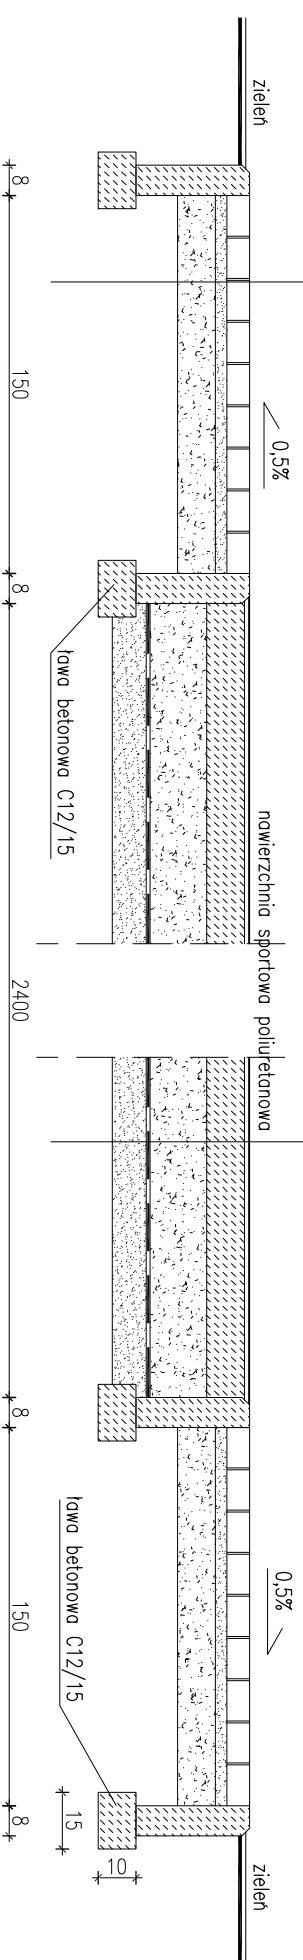 zieleń
0,5%
nawierzchnia sportowa poliuretanowa
0,5%
zieleń
ława betonowa C12/15
ława betonowa C12/15
15
10
8
150
8
2400
8
150
8